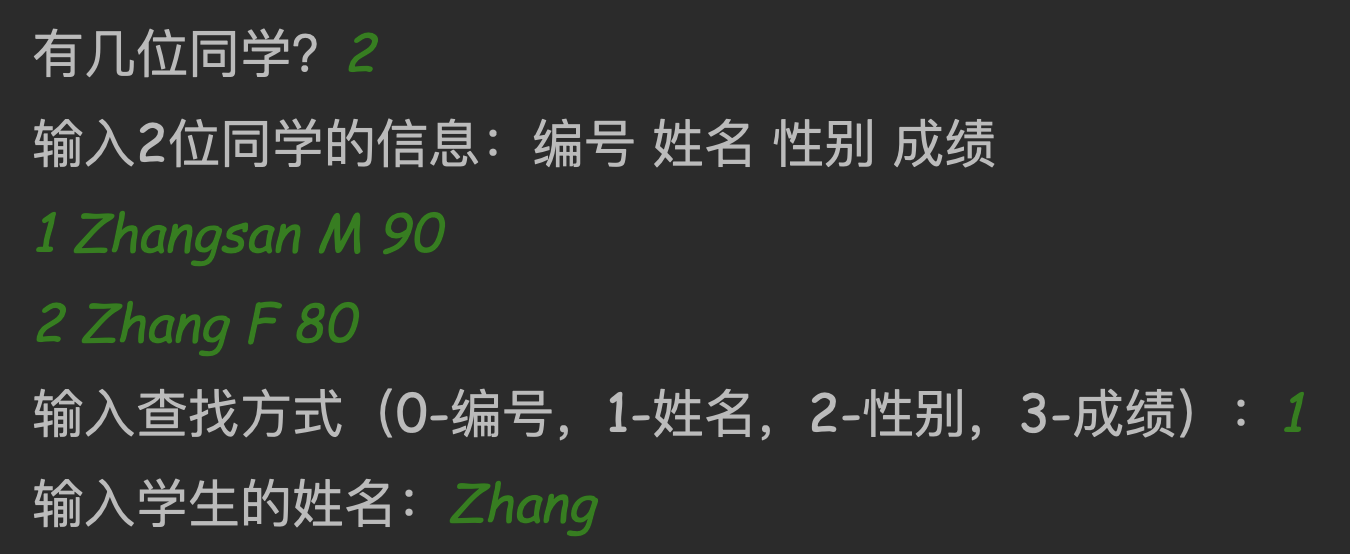 有几位同学？2
输入2位同学的信息：编号 姓名 性别 成绩
1 Zhangsan M 90
2 Zhang F 80
输入查找方式（0-编号，1-姓名，2-性别，3-成绩）：1
输入学生的姓名：Zhang